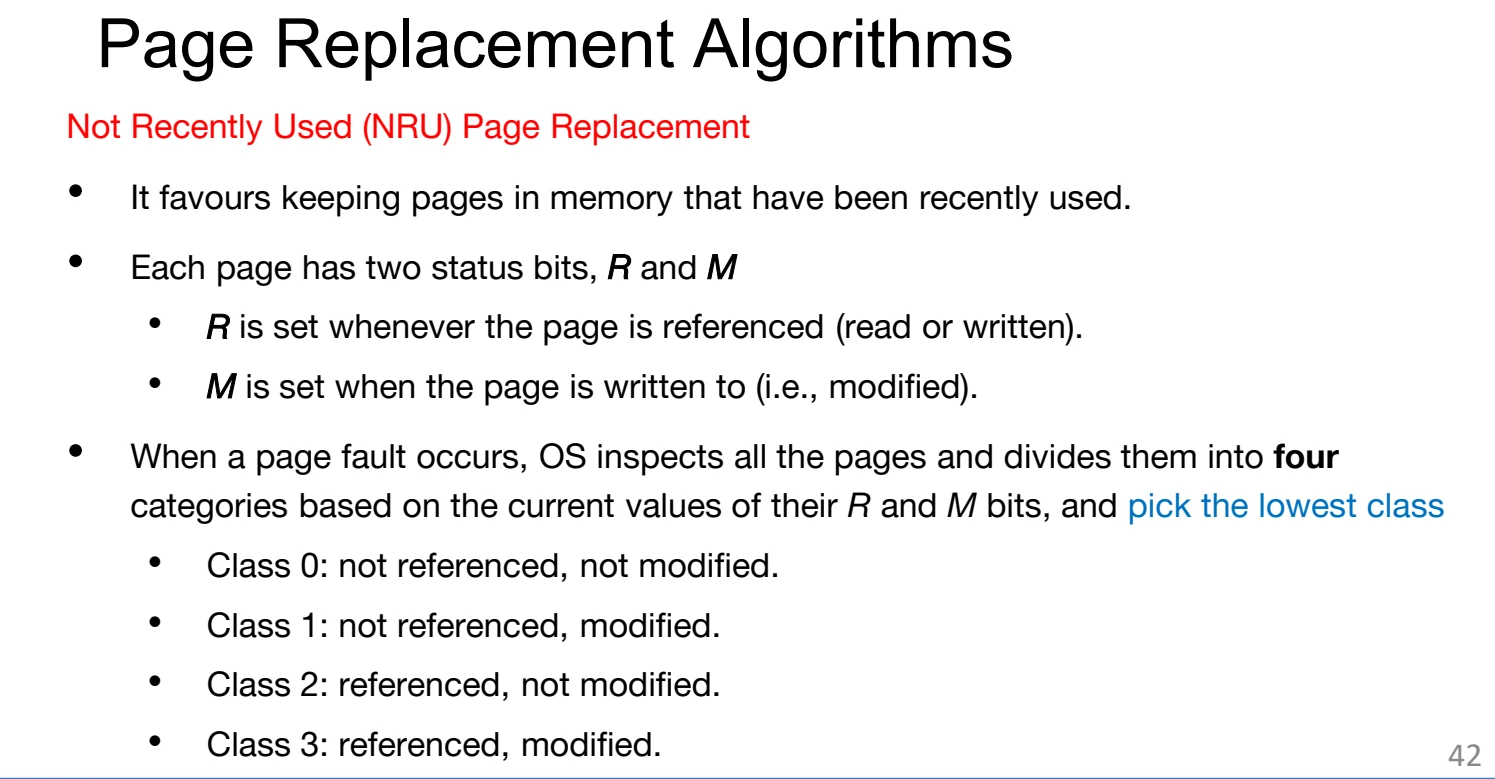 Page Replacement Algorithms
Not Recently Used (NRU) Page Replacement
• It favours keeping pages in memory that have been recently used.
• Each page has two status bits, R and M
• R is set whenever the page is referenced (read or written).
• M is set when the page is written to (i.e., modified).
• When a page fault occurs, OS inspects all the pages and divides them into four
categories based on the current values of their R and M bits, and pick the lowest class
• Class 0: not referenced, not modified.
• Class 1: not referenced, modified.
• Class 2: referenced, not modified.
• Class 3: referenced, modified.
42